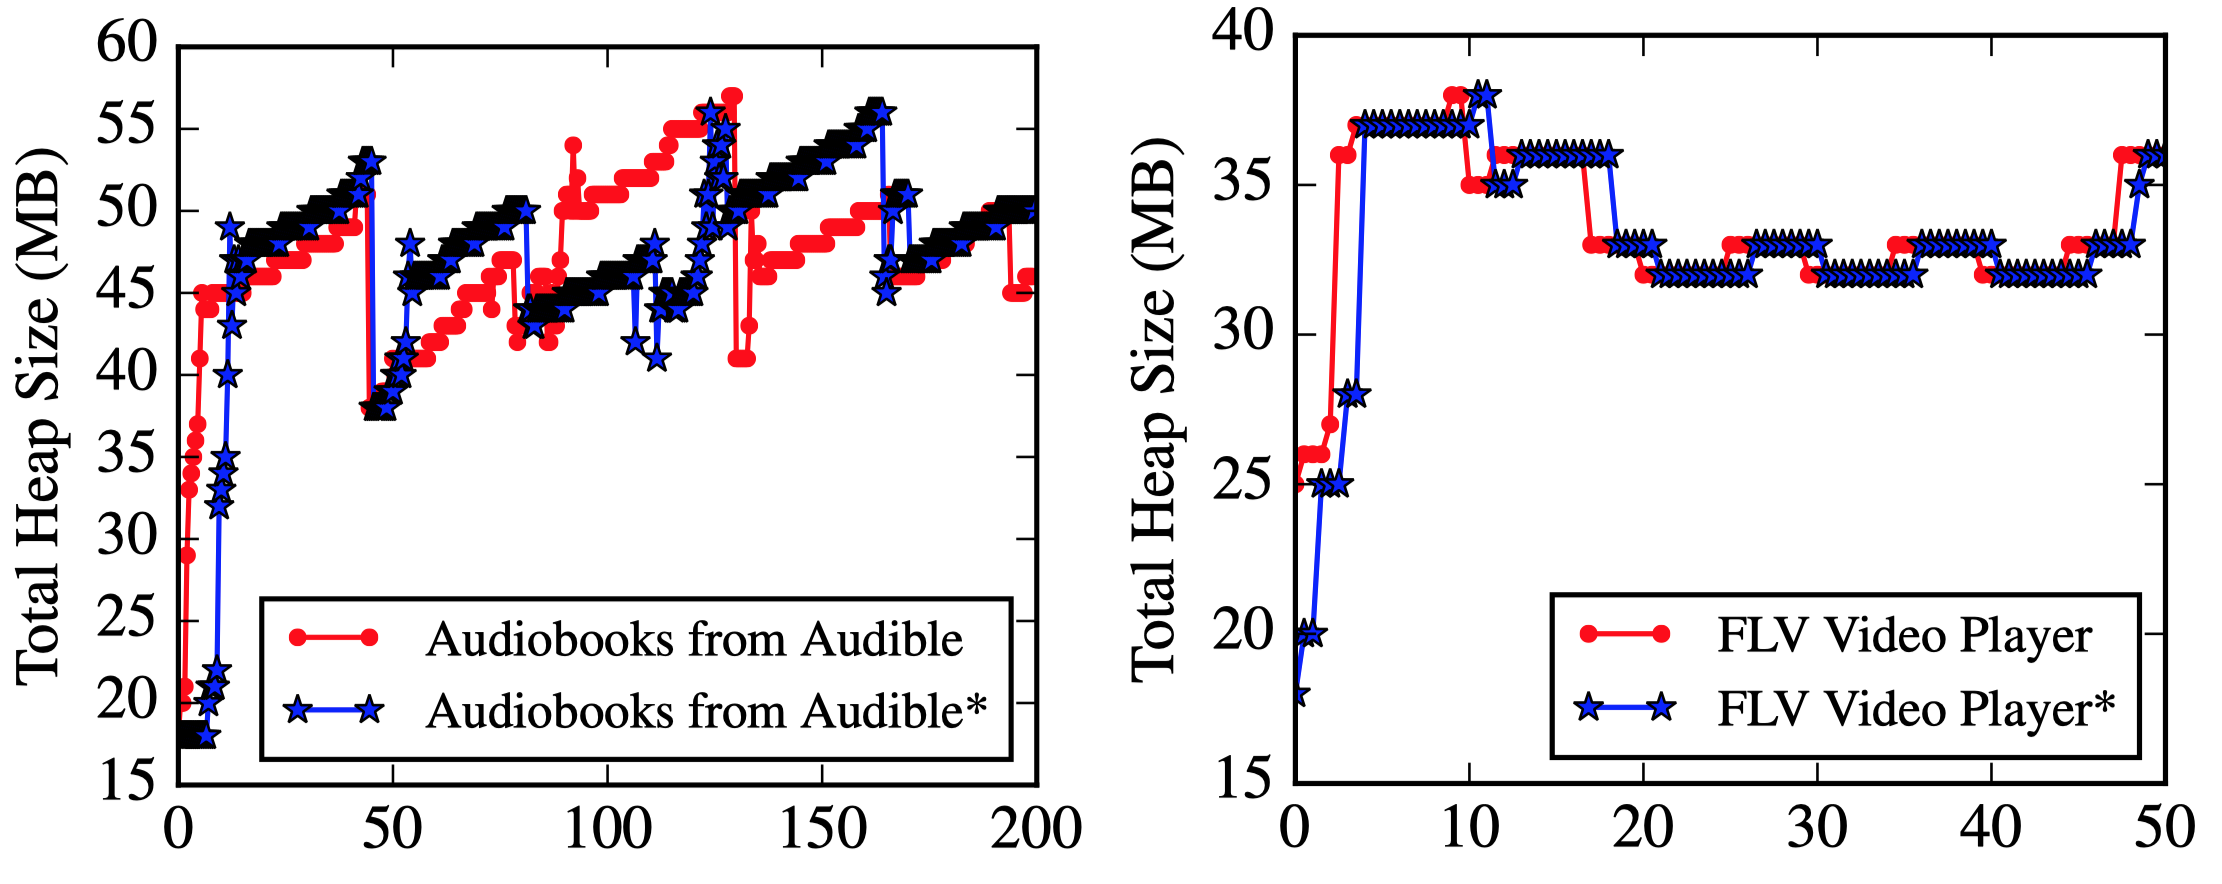 Total Heap Size (MB)
60
55
50
45
40
35
30
25
20
15
0 50 100 150 200
Audiobooks from Audible
Audiobooks from Audible*
Total Heap Size (MB)
40
35
30
25
20
15
0 10 20 30 40 50
FLV Video Player
FLV Video Player*